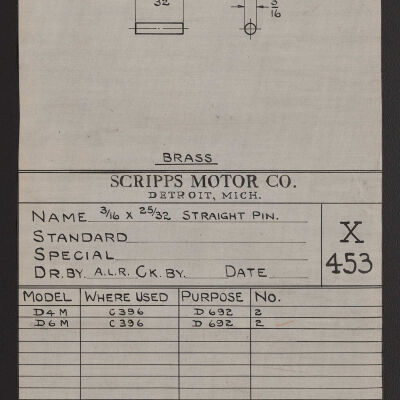 32
3
16
BRASS
SCRIPPS MOTOR CO.
DETROIT, MICH.
NAME 3/16 X 25/32 STRAIGHT PIN.
STANDARD
SPECIAL
DR. BY. A.L.R. CK. BY. DATE
X
453
MODEL WHERE USED PURPOSE NO.
D4M C396 D692 2
D6M C396 D692 2